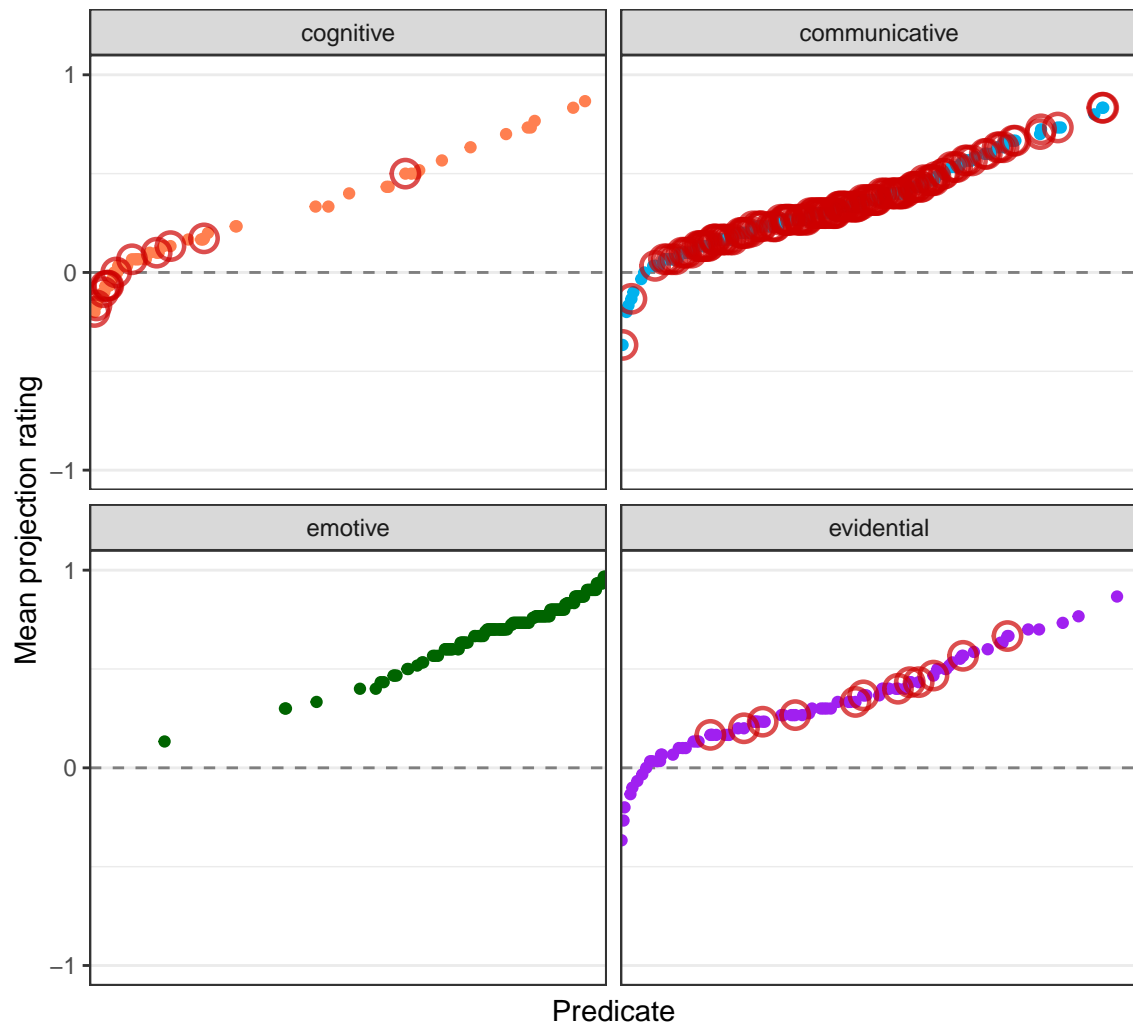 cognitive
communicative
1
0
−1
emotive
evidential
1
0
−1
Mean projection rating
Predicate